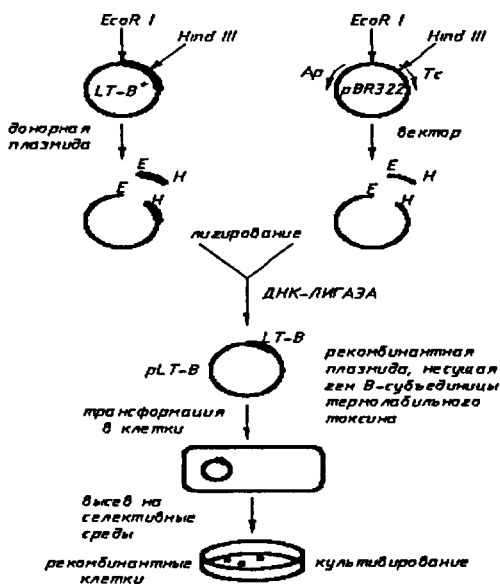 EcoR I
Hind III
LT-B⁺
донорная
плазмида
E
H
E
H
EcoR I
Hind III
Ap
Tc
pBR322
вектор
E
H
E
H
лигирование
ДНК-ЛИГАЗА
LT-B
pLT-B
рекомбинантная
плазмида, несущая
ген В-субъединицы
термолабильного
токсина
трансформация
в клетки
высев на
селективные
среды
рекомбинантные
клетки
культивирование